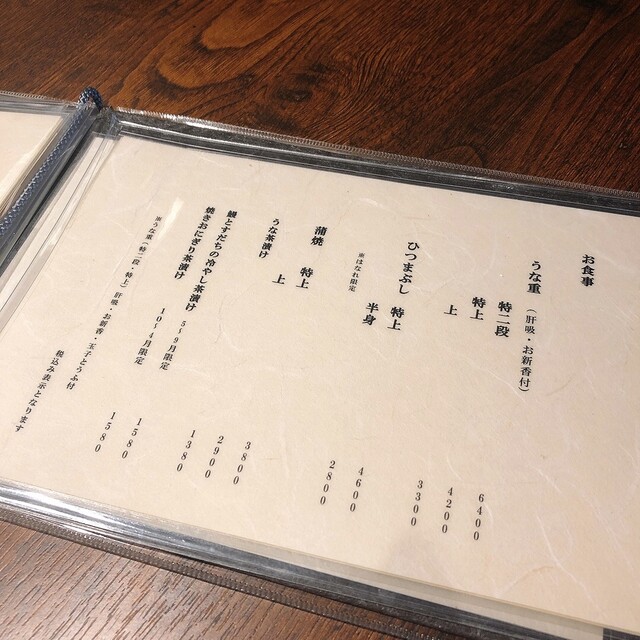 お食事
うな重（肝吸・お新香付）
特二段 6400
特上 4200
上 3300
ひつまぶし 特上 4600
半身 2800
※はなれ限定
蒲焼 特上 3800
上 2900
うな茶漬け 1380
鰻とすだちの冷やし茶漬け 5～9月限定 1580
焼きおにぎり茶漬け 10～4月限定 1580
※うな重（特二段・特上）肝吸・お新香・玉子とうふ付
税込み表示となります